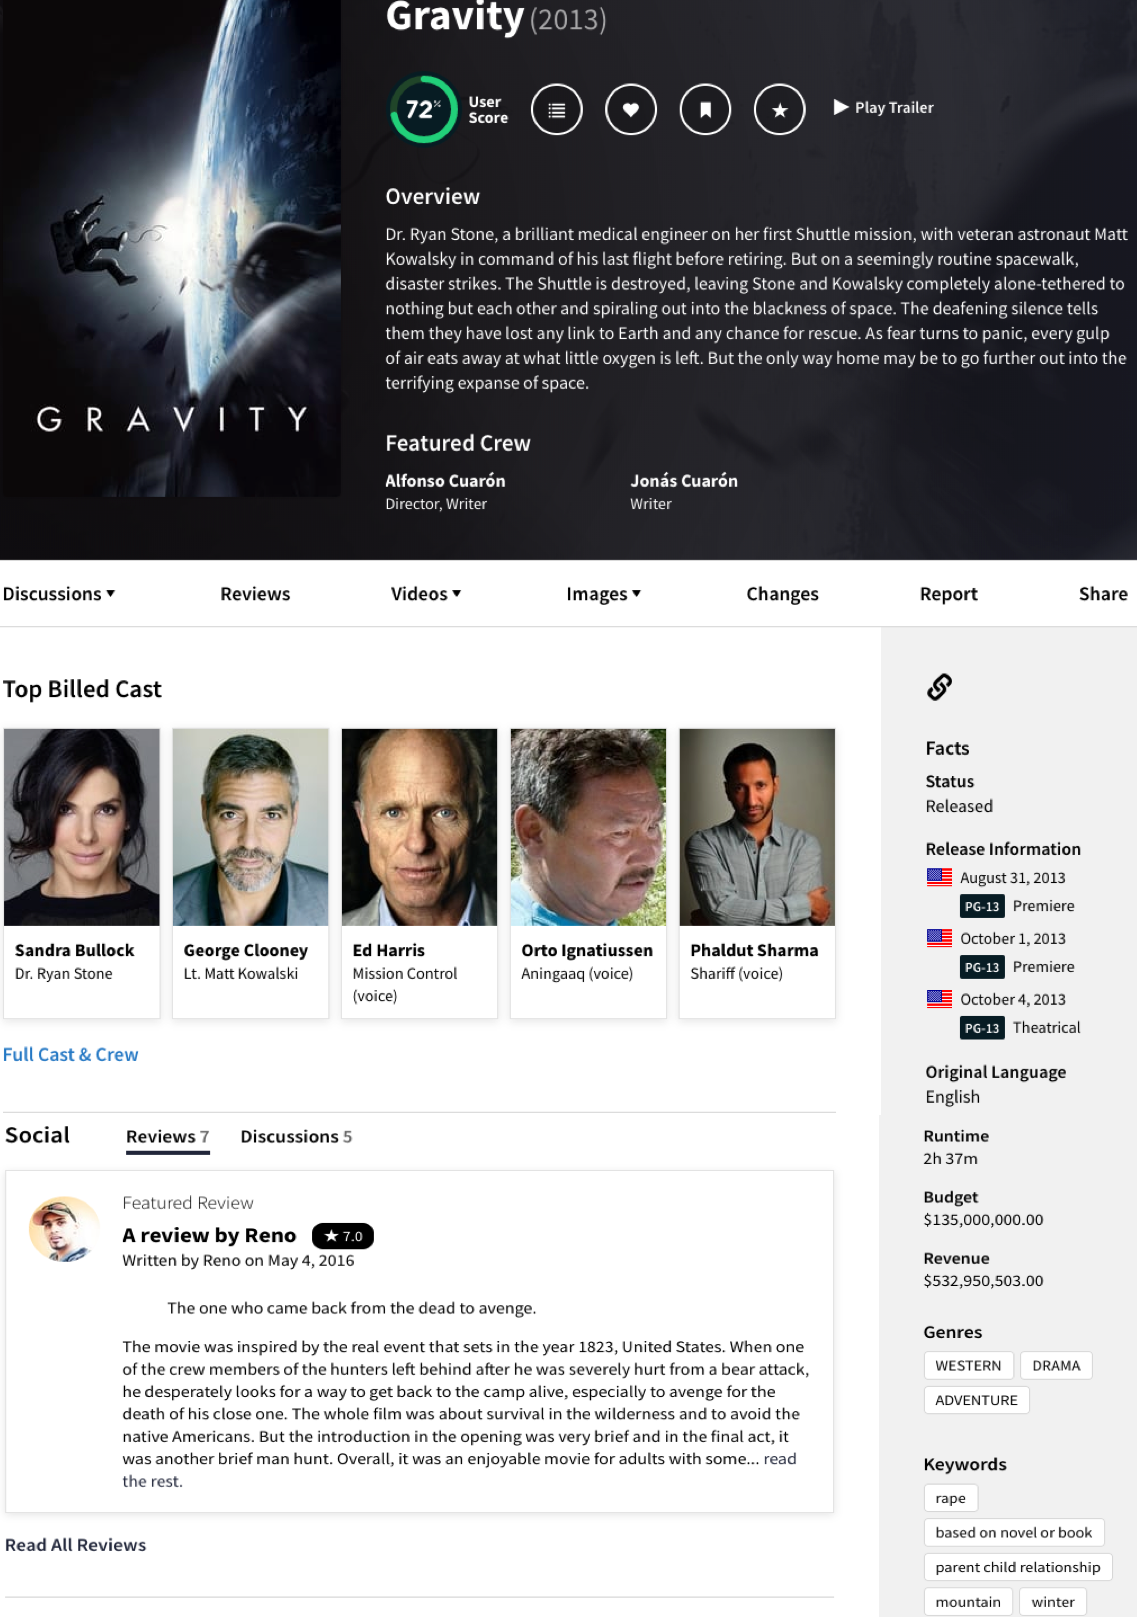 Gravity (2013)
72%
User
Score
Play Trailer
Overview
Dr. Ryan Stone, a brilliant medical engineer on her first Shuttle mission, with veteran astronaut Matt
Kowalsky in command of his last flight before retiring. But on a seemingly routine spacewalk,
disaster strikes. The Shuttle is destroyed, leaving Stone and Kowalsky completely alone-tethered to
nothing but each other and spiraling out into the blackness of space. The deafening silence tells
them they have lost any link to Earth and any chance for rescue. As fear turns to panic, every gulp
of air eats away at what little oxygen is left. But the only way home may be to go further out into the
terrifying expanse of space.
GRAVITY
Featured Crew
Alfonso Cuarón
Director, Writer
Jonás Cuarón
Writer
Discussions Reviews Videos Images Changes Report Share
Top Billed Cast
Sandra Bullock
Dr. Ryan Stone
George Clooney
Lt. Matt Kowalski
Ed Harris
Mission Control
(voice)
Orto Ignatiussen
Aningaaq (voice)
Phaldut Sharma
Shariff (voice)
Full Cast & Crew
Social
Reviews 7
Discussions 5
Featured Review
A review by Reno ★ 7.0
Written by Reno on May 4, 2016
The one who came back from the dead to avenge.
The movie was inspired by the real event that sets in the year 1823, United States. When one
of the crew members of the hunters left behind after he was severely hurt from a bear attack,
he desperately looks for a way to get back to the camp alive, especially to avenge for the
death of his close one. The whole film was about survival in the wilderness and to avoid the
native Americans. But the introduction in the opening was very brief and in the final act, it
was another brief man hunt. Overall, it was an enjoyable movie for adults with some... read
the rest.
Read All Reviews
Facts
Status
Released
Release Information
August 31, 2013
PG-13 Premiere
October 1, 2013
PG-13 Premiere
October 4, 2013
PG-13 Theatrical
Original Language
English
Runtime
2h 37m
Budget
$135,000,000.00
Revenue
$532,950,503.00
Genres
WESTERN DRAMA
ADVENTURE
Keywords
rape
based on novel or book
parent child relationship
mountain winter